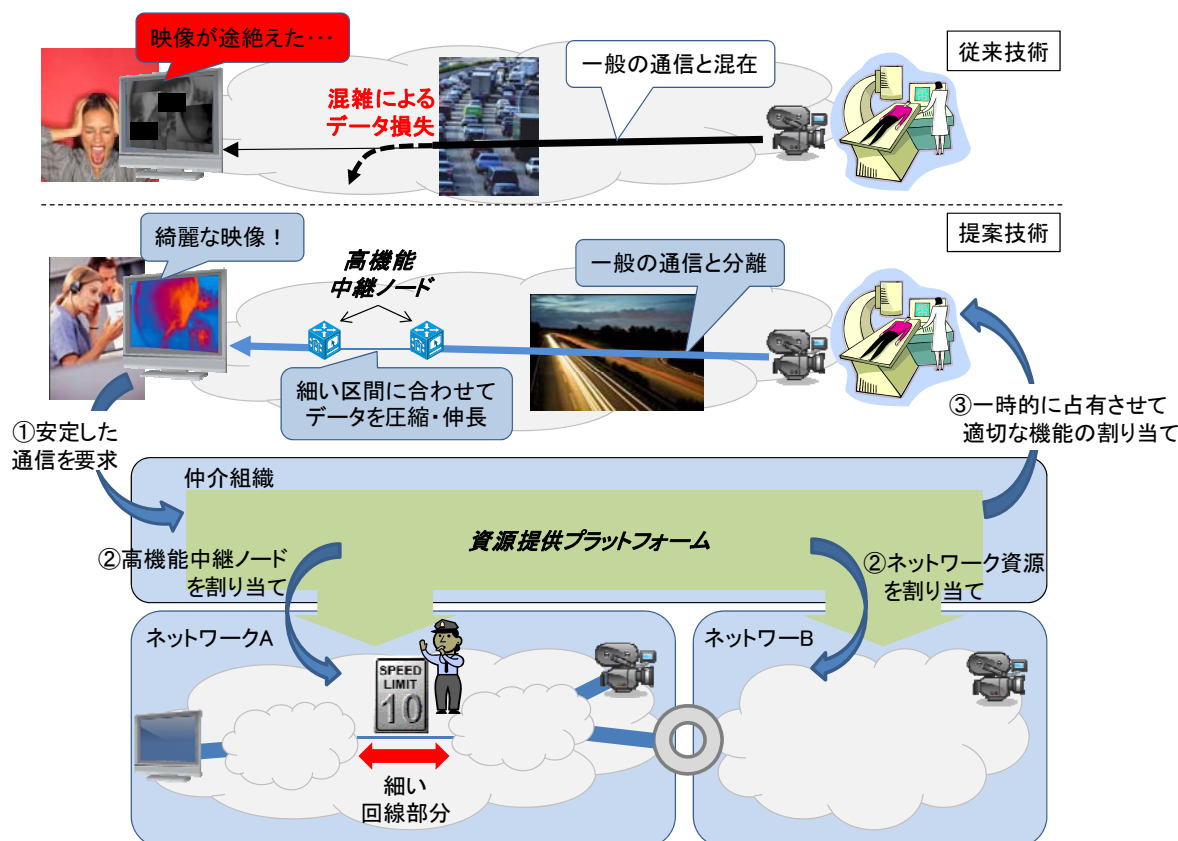 映像が途絶えた・・・
一般の通信と混在
従来技術
混雑による
データ損失
提案技術
綺麗な映像！
高機能
中継ノード
一般の通信と分離
細い区間に合わせて
データを圧縮・伸長
①安定した
通信を要求
③一時的に占有させて
適切な機能の割り当て
仲介組織
資源提供プラットフォーム
②高機能中継ノード
を割り当て
②ネットワーク資源
を割り当て
ネットワークA
ネットワーB
SPEED
LIMIT
10
細い
回線部分